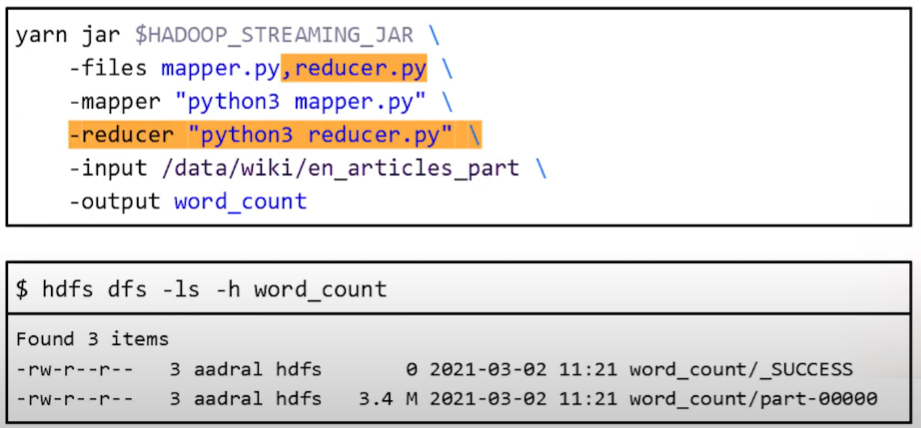 yarn jar $HADOOP_STREAMING_JAR \
-files mapper.py,reducer.py \
-mapper "python3 mapper.py" \
-reducer "python3 reducer.py" \
-input /data/wiki/en_articles_part \
-output word_count
$ hdfs dfs -ls -h word_count
Found 3 items
-rw-r--r-- 3 aadral hdfs 0 2021-03-02 11:21 word_count/_SUCCESS
-rw-r--r-- 3 aadral hdfs 3.4 M 2021-03-02 11:21 word_count/part-00000